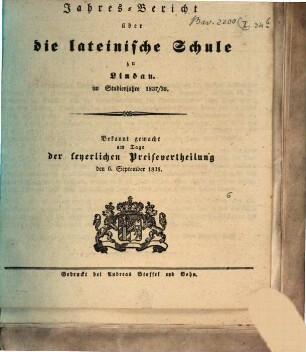 Jahres-Bericht
über
die lateinische Schule
zu
Lindau.
im Studienjahre 1837/38.
Bekannt gemacht
am Tage
der feyerlichen Preisevertheilung
den 6. September 1838.
6
Gedruckt bei Andreas Stoffel und Sohn.